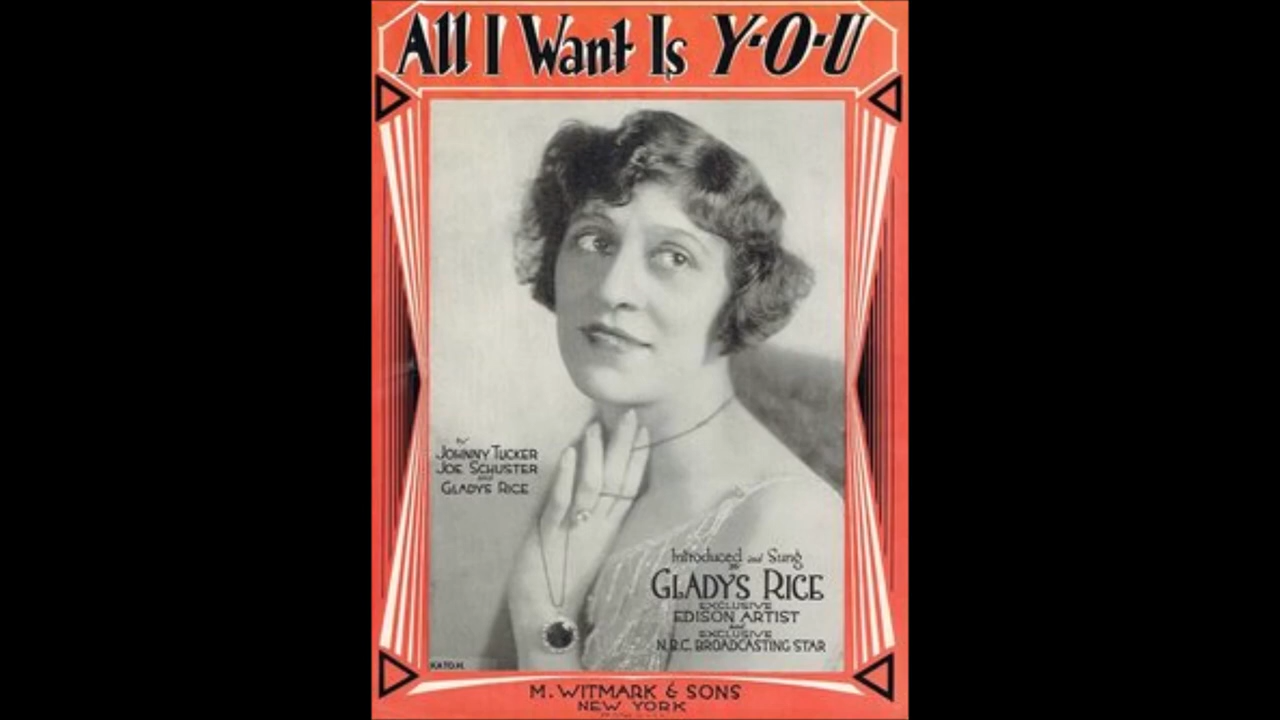 All I Want Is Y-O-U
by
JOHNNY TUCKER
JOE SCHUSTER
and
GLADYS RICE
Introduced and Sung
by
GLADYS RICE
EXCLUSIVE
EDISON ARTIST
and
EXCLUSIVE
N.B.C. BROADCASTING STAR
M. WITMARK & SONS
NEW YORK